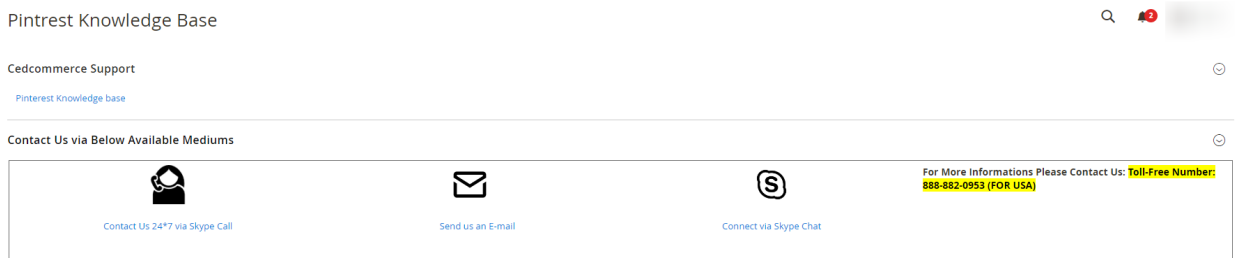 Pintrest Knowledge Base
2
Cedcommerce Support
Pinterest Knowledge base
Contact Us via Below Available Mediums
Contact Us 24*7 via Skype Call
Send us an E-mail
Connect via Skype Chat
For More Informations Please Contact Us: Toll-Free Number:
888-882-0953 (FOR USA)